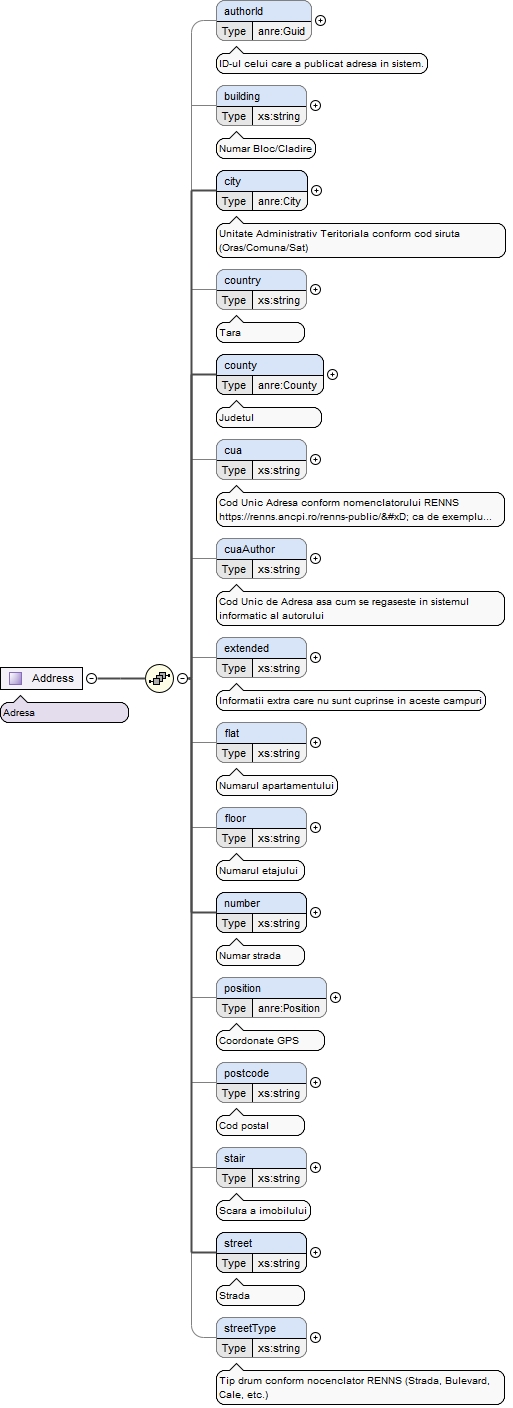 authorId
Type anre:Guid
ID-ul celui care a publicat adresa in sistem.
building
Type xs:string
Numar Bloc/Cladire
city
Type anre:City
Unitate Administrativ Teritoriala conform cod siruta
(Oras/Comuna/Sat)
country
Type xs:string
Tara
county
Type anre:County
Judetul
cua
Type xs:string
Cod Unic Adresa conform nomenclatorului RENNS
https://renns.ancpi.ro/renns-public/&#xD; ca de exemplu...
cuaAuthor
Type xs:string
Cod Unic de Adresa asa cum se regaseste in sistemul
informatic al autorului
extended
Type xs:string
Address
Adresa
Informatii extra care nu sunt cuprinse in aceste campuri
flat
Type xs:string
Numarul apartamentului
floor
Type xs:string
Numarul etajului
number
Type xs:string
Numar strada
position
Type anre:Position
Coordonate GPS
postcode
Type xs:string
Cod postal
stair
Type xs:string
Scara a imobilului
street
Type xs:string
Strada
streetType
Type xs:string
Tip drum conform nocenclator RENNS (Strada, Bulevard,
Cale, etc.)